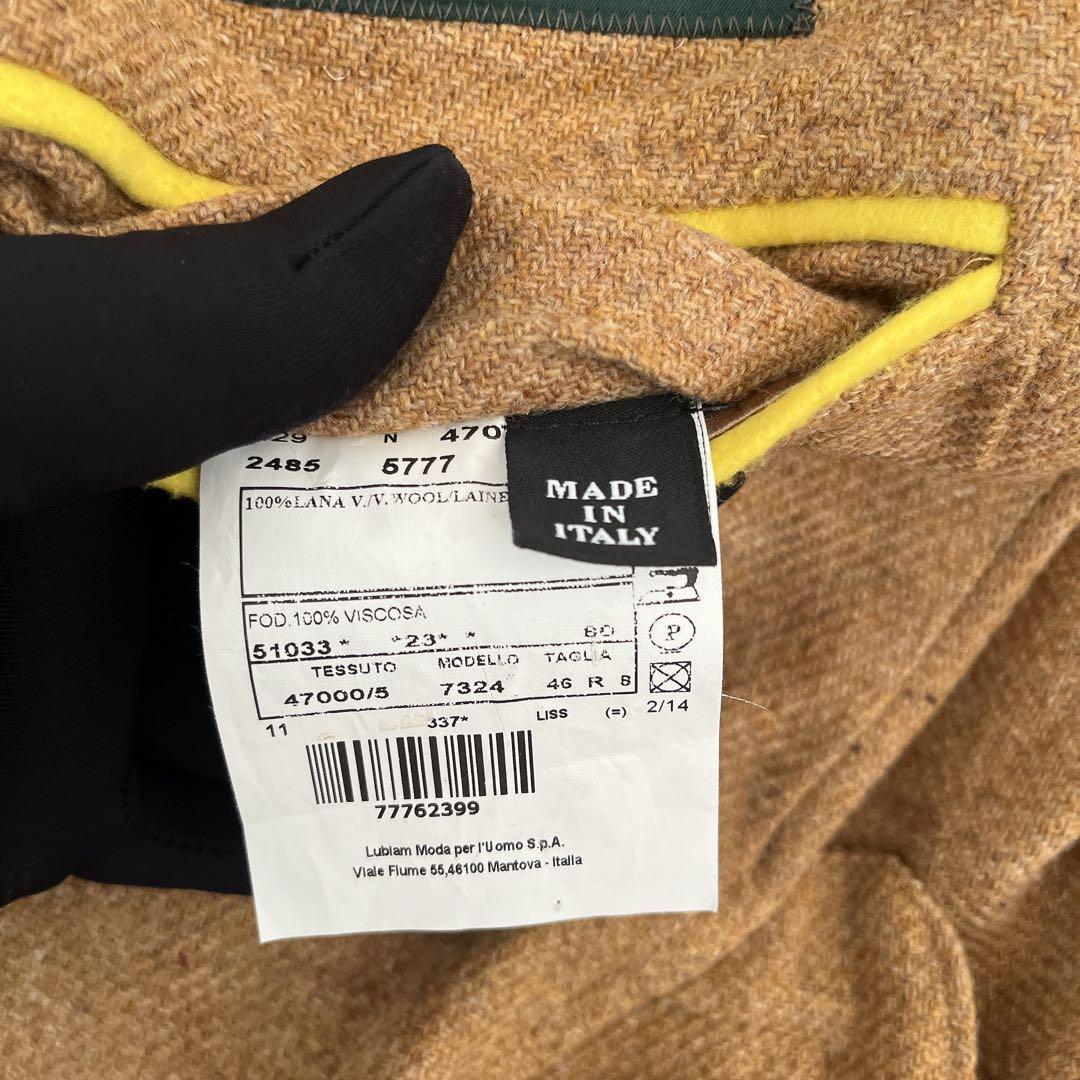 N 470
2485 5777
MADE
IN
ITALY
100%LANA V./V.WOOL/LAINE
FOD.100% VISCOSA
51033* *23* * 80
TESSUTO MODELLO TAGLIA
47000/5 7324 46 R 8
P
11 337* LISS (=) 2/14
77762399
Lubiam Moda per l'Uomo S.p.A.
Viale Fiume 55,46100 Mantova - Italia